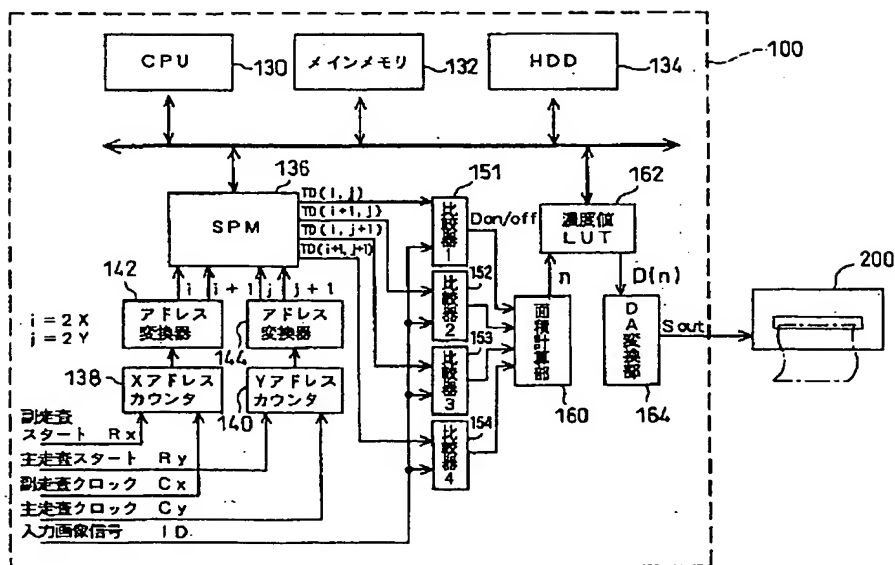 CPU
130
メインメモリ
132
HDD
134
100
136
SPM
TD(i,j)
TD(i+1,j)
TD(i,j+1)
TD(i+1,j+1)
151
比較器1
Don/off
162
濃度値
LUT
n
D(n)
200
142
i
i+1
j
j+1
i=2X
j=2Y
アドレス
変換器
アドレス
変換器
144
152
比較器2
面積計算部
160
DA変換部
164
Sout
138
Xアドレス
カウンタ
Yアドレス
カウンタ
140
153
比較器3
154
比較器4
副走査
スタート Rx
主走査スタート Ry
副走査クロック Cx
主走査クロック Cy
入力画像信号 ID